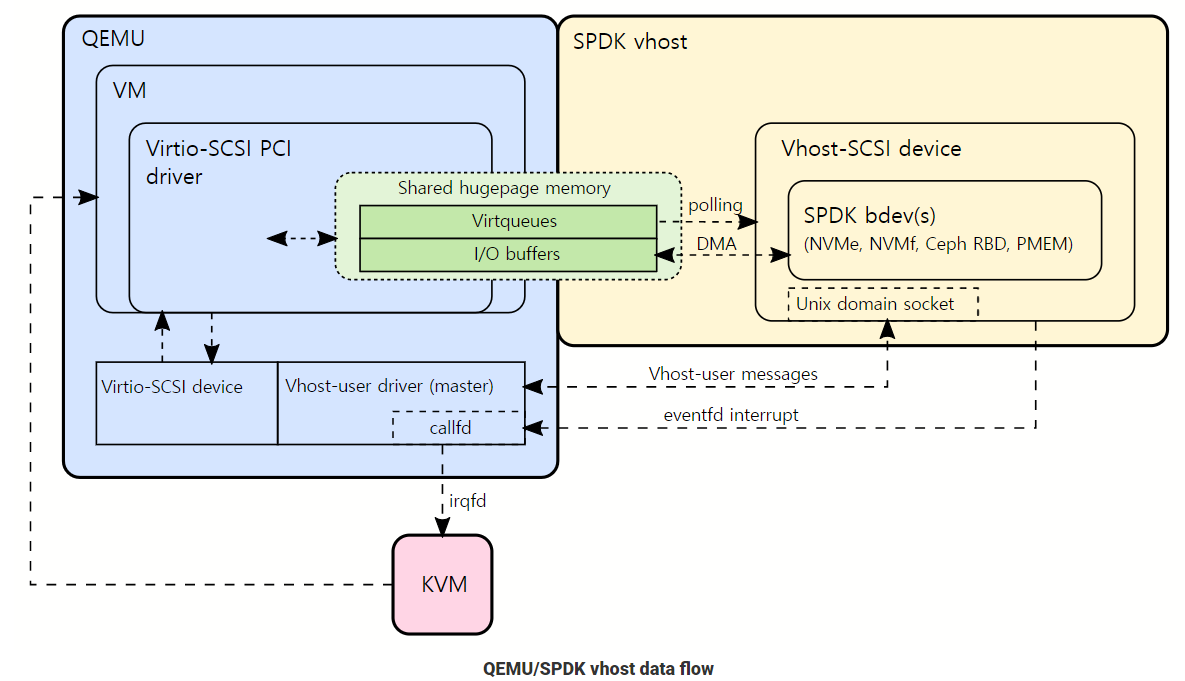 QEMU
SPDK vhost
VM
Virtio-SCSI PCI
driver
Vhost-SCSI device
Shared hugepage memory
Virtqueues
I/O buffers
polling
DMA
SPDK bdev(s)
(NVMe, NVMf, Ceph RBD, PMEM)
Unix domain socket
Virtio-SCSI device
Vhost-user driver (master)
callfd
Vhost-user messages
eventfd interrupt
irqfd
KVM
QEMU/SPDK vhost data flow